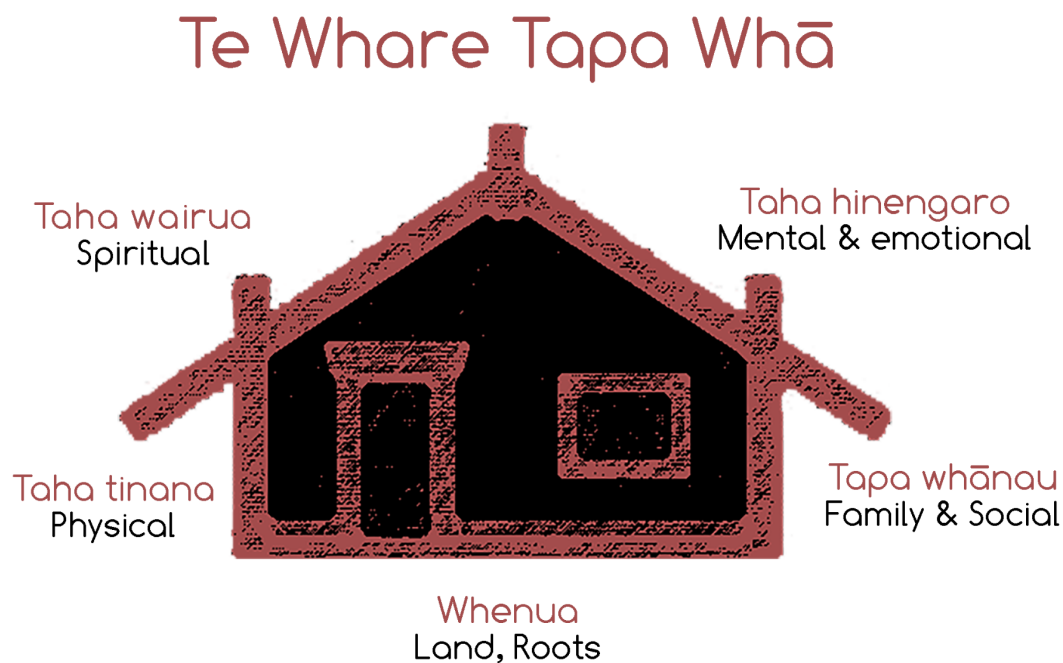 Te Whare Tapa Whā
Taha wairua
Spiritual
Taha hinengaro
Mental & emotional
Taha tinana
Physical
Tapa whānau
Family & Social
Whenua
Land, Roots